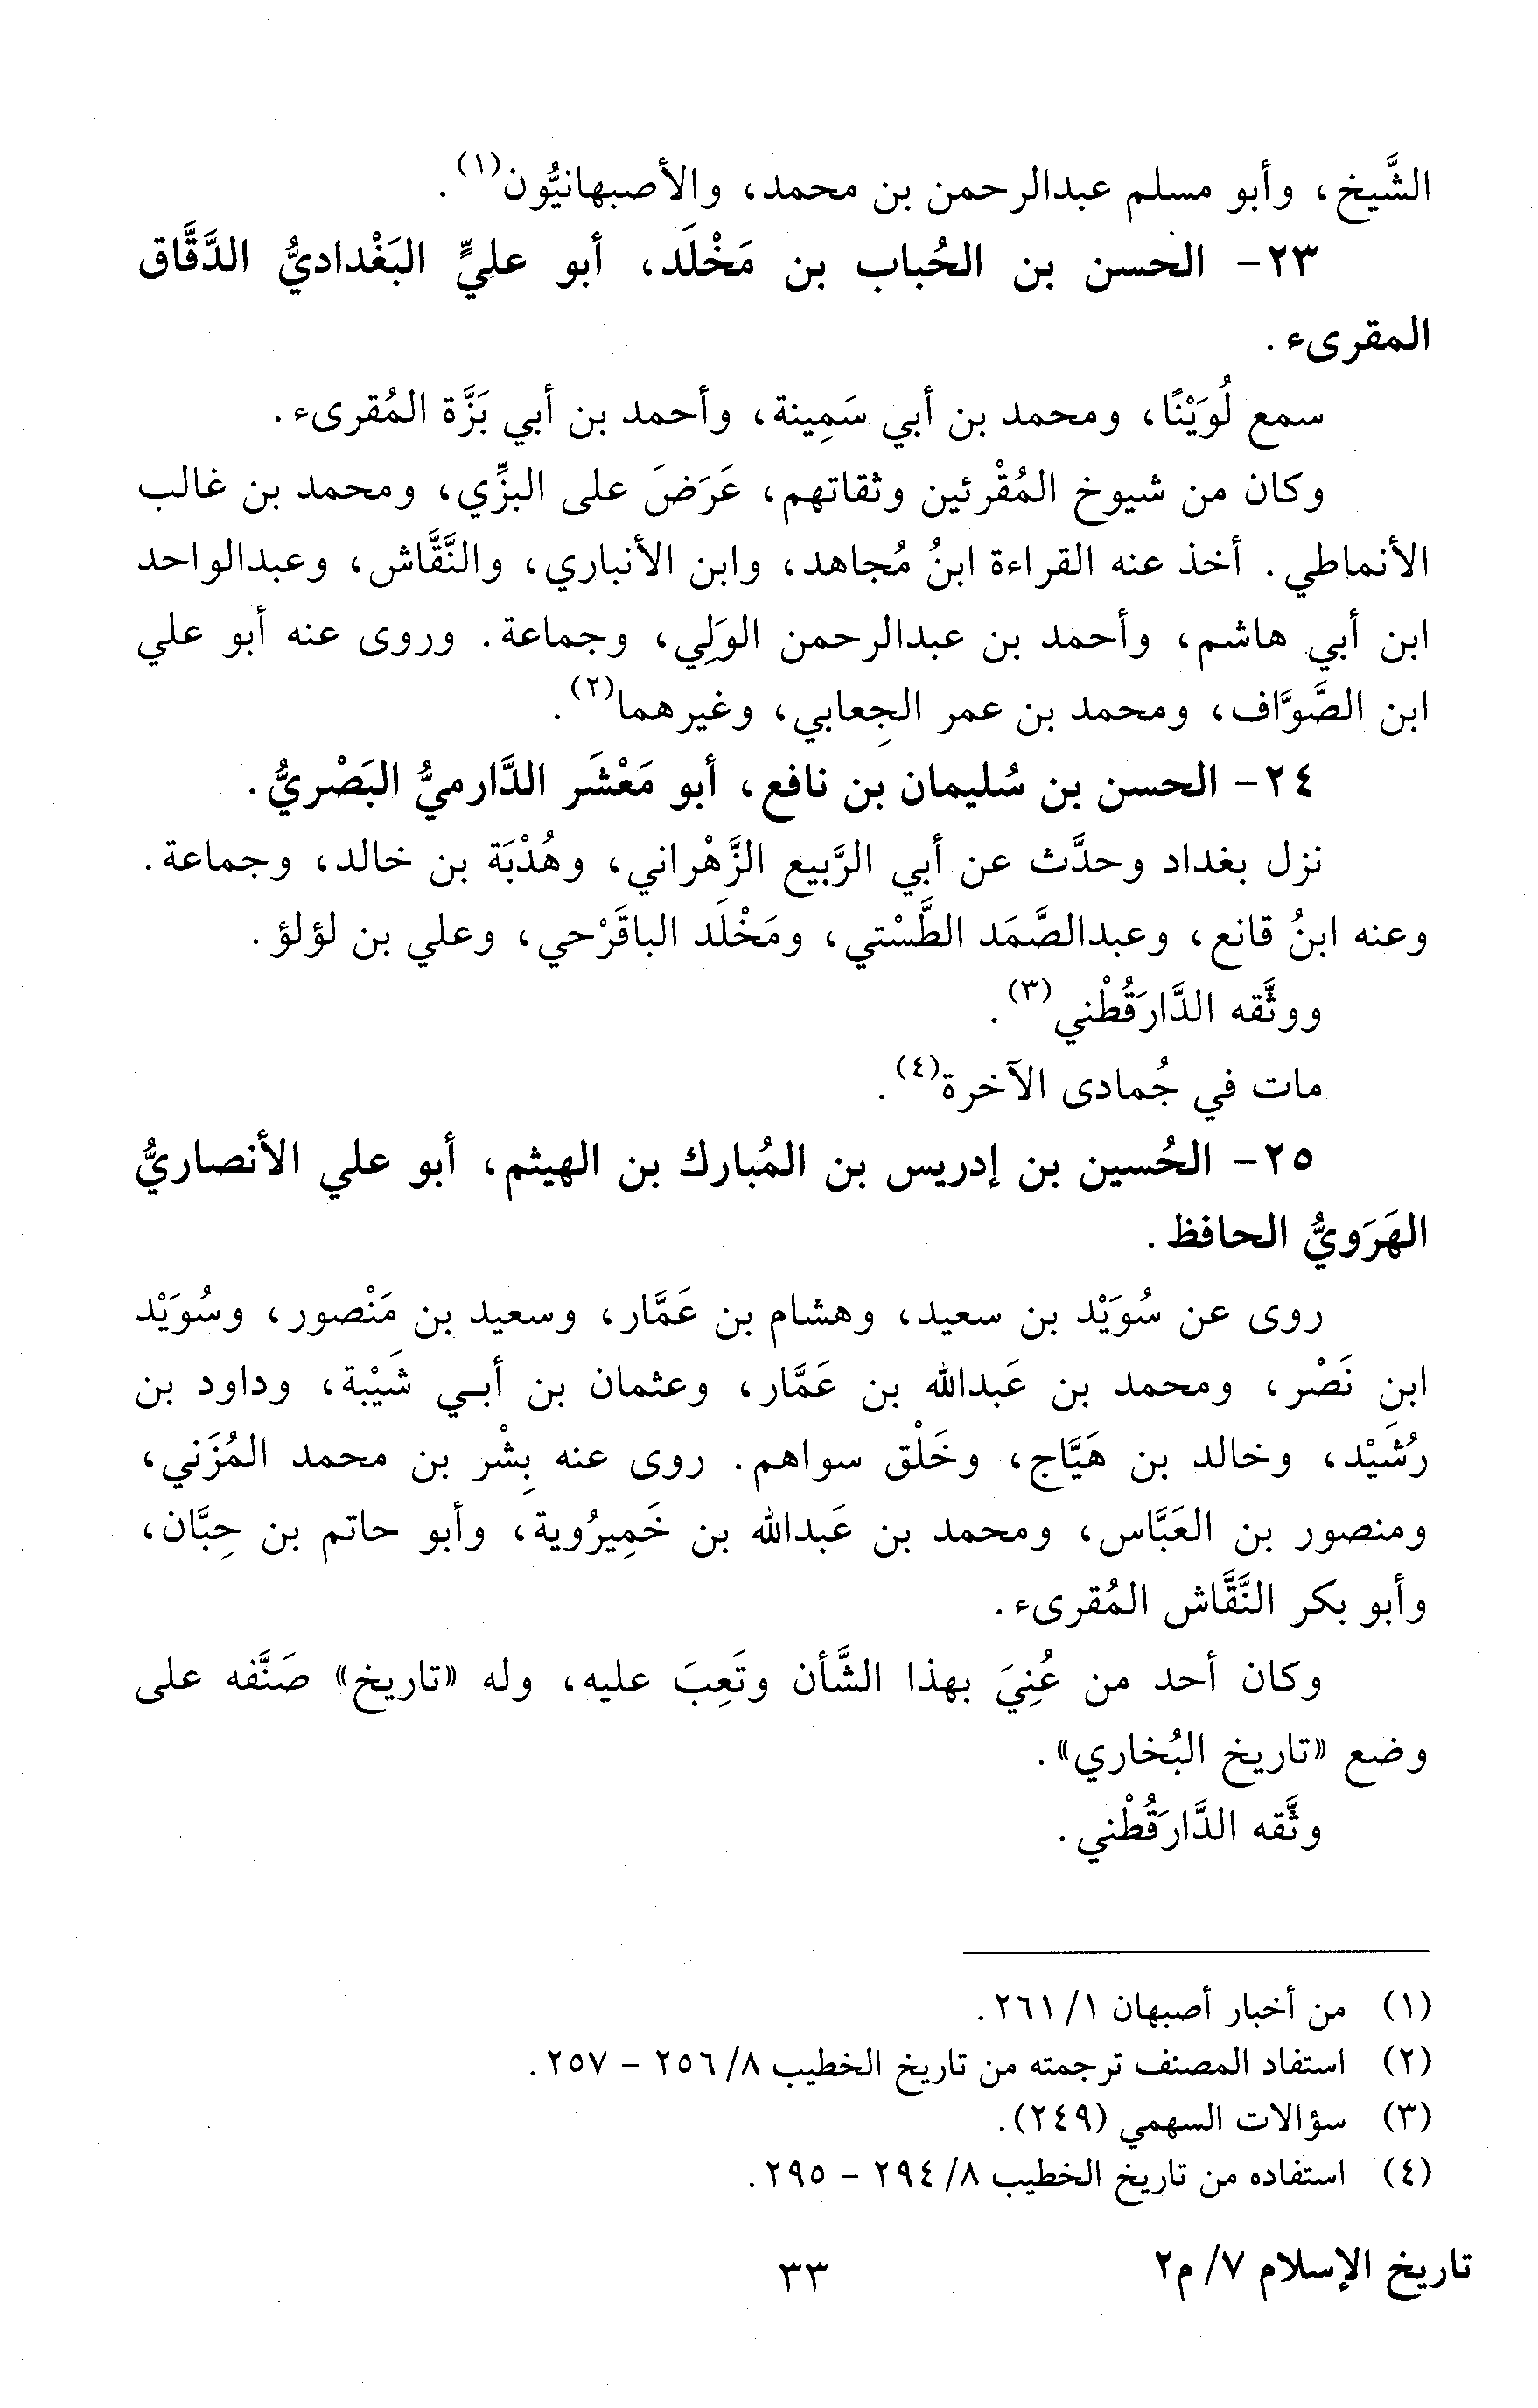 الشَّيخ، وأبو مسلم عبدالرحمن بن محمد، والأصبهانيُّون(١).
٢٣- الحسن بن الحُباب بن مَخْلَد، أبو عليٍّ البَغْداديُّ الدَّقَّاق
المقرىء.
سمع لُوَيْنًا، ومحمد بن أبي سَمِينة، وأحمد بن أبي بَزَّة المُقرىء.
وكان من شيوخ المُقْرئين وثقاتهم، عَرَضَ على البزِّي، ومحمد بن غالب
الأنماطي. أخذ عنه القراءة ابنُ مُجاهد، وابن الأنباري، والنَّقَّاش، وعبدالواحد
ابن أبي هاشم، وأحمد بن عبدالرحمن الوَلِي، وجماعة. وروى عنه أبو علي
ابن الصَّوَّاف، ومحمد بن عمر الجِعابي، وغيرهما(٢).
٢٤- الحسن بن سُليمان بن نافع، أبو مَعْشَر الدَّارميُّ البَصْريُّ.
نزل بغداد وحدَّث عن أبي الرَّبيع الزَّهْراني، وهُدْبَة بن خالد، وجماعة.
وعنه ابنُ قانع، وعبدالصَّمَد الطَّسْتي، ومَخْلَد الباقَرْحي، وعلي بن لؤلؤ.
ووثَّقه الدَّارَقُطْني(٣).
مات في جُمادى الآخرة(٤).
٢٥- الحُسين بن إدريس بن المُبارك بن الهيثم، أبو علي الأنصاريُّ
الهَرَويُّ الحافظ.
روى عن سُوَيْد بن سعيد، وهشام بن عَمَّار، وسعيد بن مَنْصور، وسُوَيْد
ابن نَصْر، ومحمد بن عَبدالله بن عَمَّار، وعثمان بن أبي شَيْبة، وداود بن
رُشَيْد، وخالد بن هَيَّاج، وخَلْق سواهم. روى عنه بِشْر بن محمد المُزَني،
ومنصور بن العَبَّاس، ومحمد بن عَبدالله بن خَمِيرُوية، وأبو حاتم بن حِبَّان،
وأبو بكر النَّقَّاش المُقرىء.
وكان أحد من عُنِيَ بهذا الشَّأن وتَعِبَ عليه، وله «تاريخ» صَنَّفه على
وضع «تاريخ البُخاري».
وثَّقه الدَّارَقُطْني.
(١) من أخبار أصبهان ١/ ٢٦١.
(٢) استفاد المصنف ترجمته من تاريخ الخطيب ٨/ ٢٥٦ - ٢٥٧.
(٣) سؤالات السهمي (٢٤٩).
(٤) استفاده من تاريخ الخطيب ٨/ ٢٩٤ - ٢٩٥.
تاريخ الإسلام ٧/ م٢
٣٣